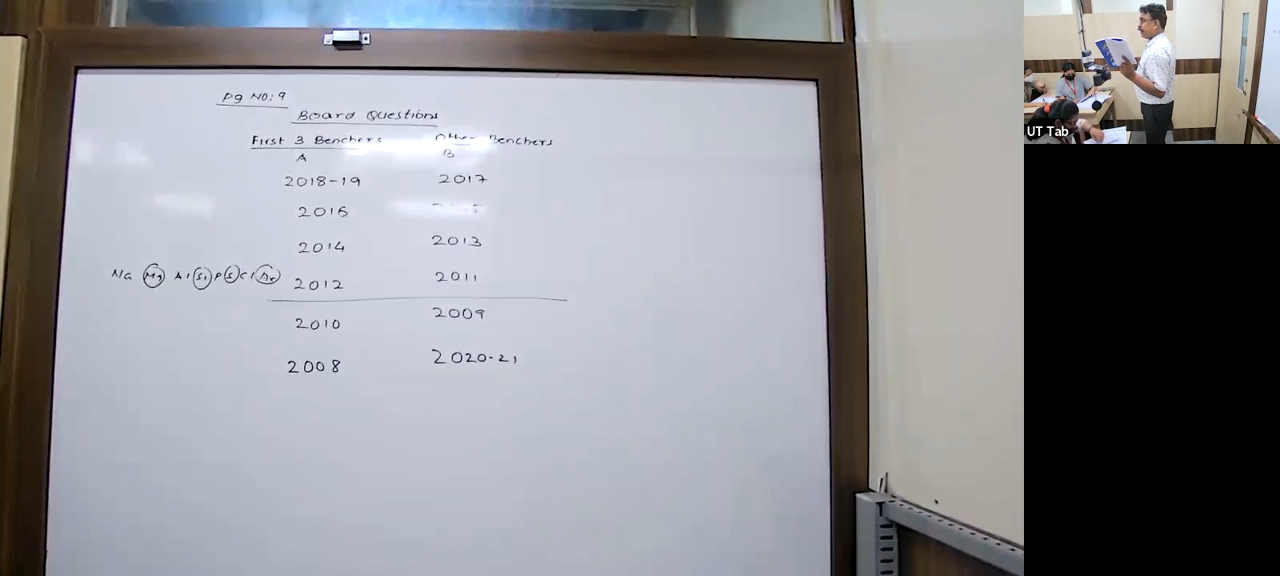 Pg No: 9
Board Questions
First 3 Benchers Other Benchers
A B
2018-19 2017
2016
2014 2013
Na Mg Al Si P S Cl Ar 2012 2011
2010 2009
2008 2020-21
UT Tab